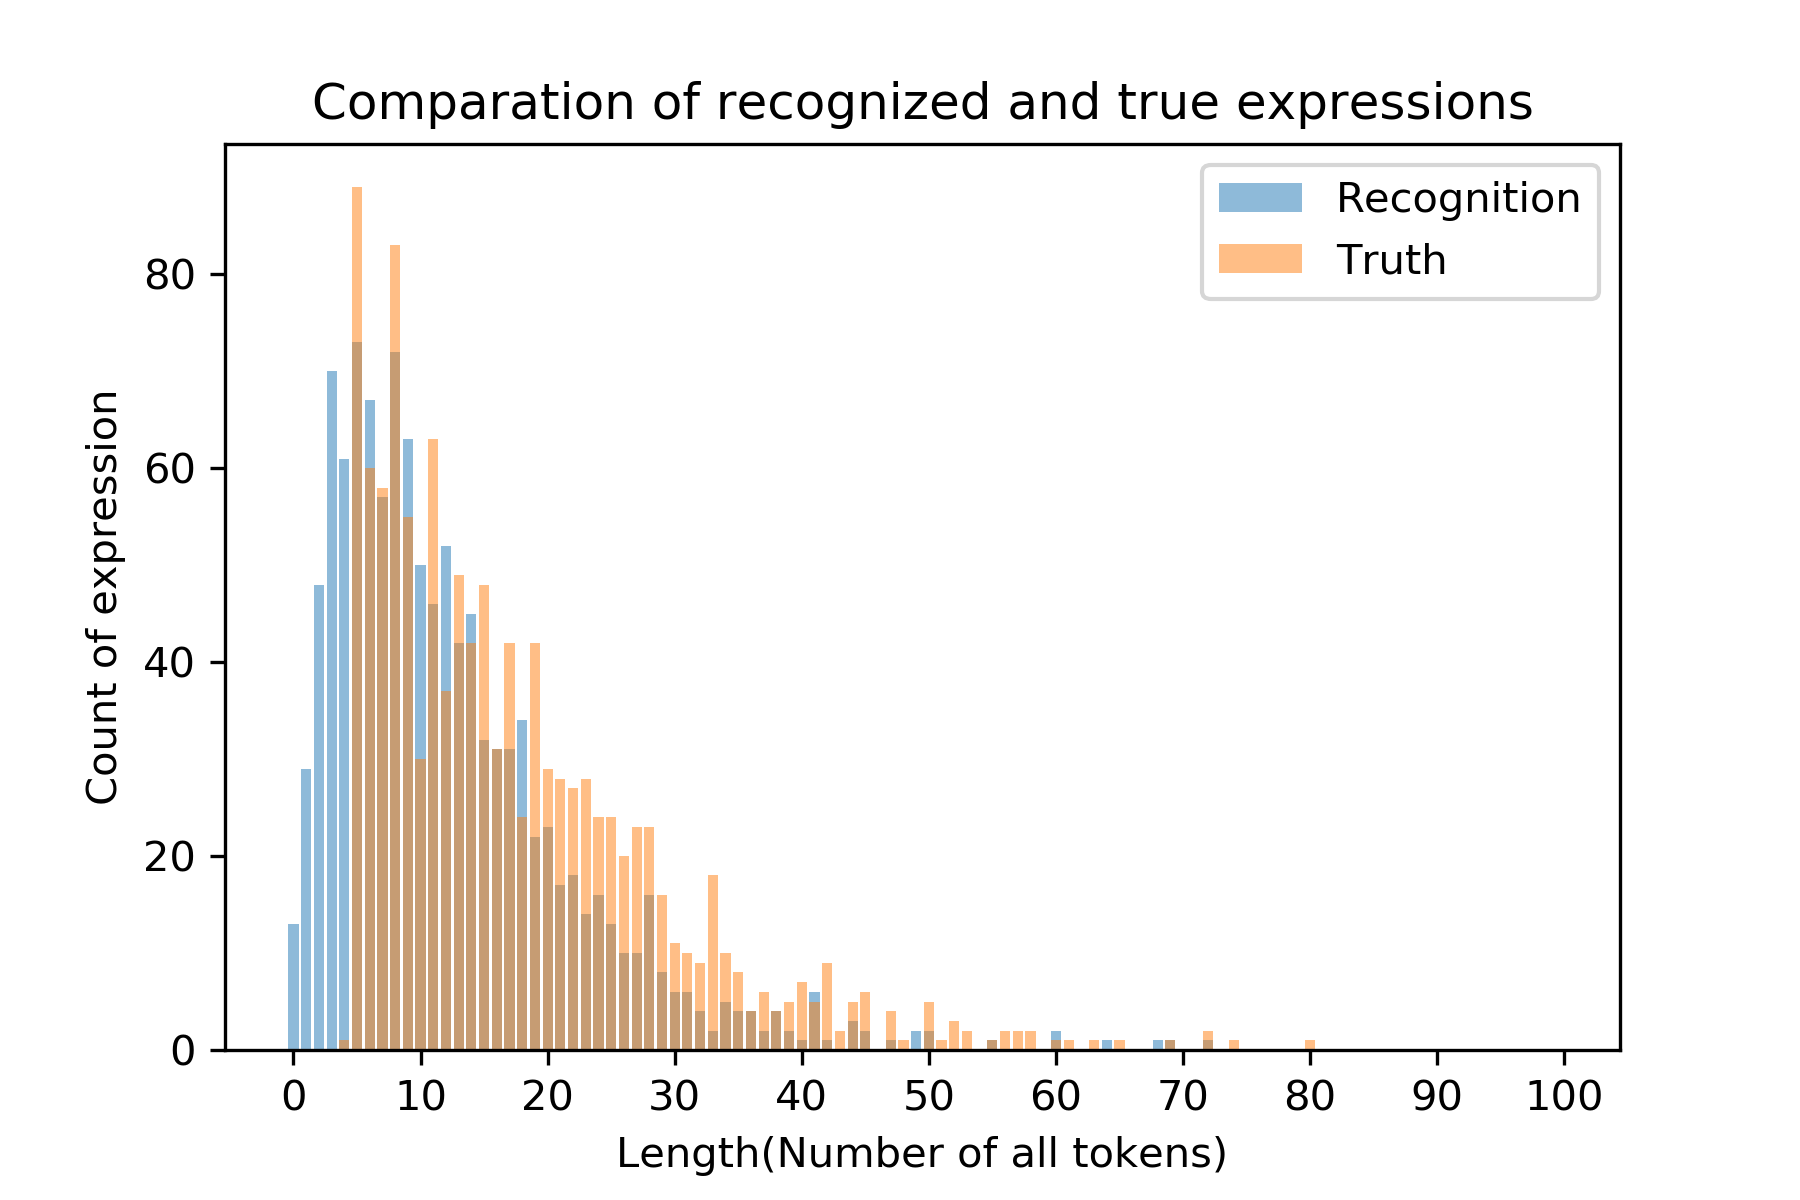 Comparation of recognized and true expressions
Recognition
Truth
Count of expression
80
60
40
20
0
0 10 20 30 40 50 60 70 80 90 100
Length(Number of all tokens)